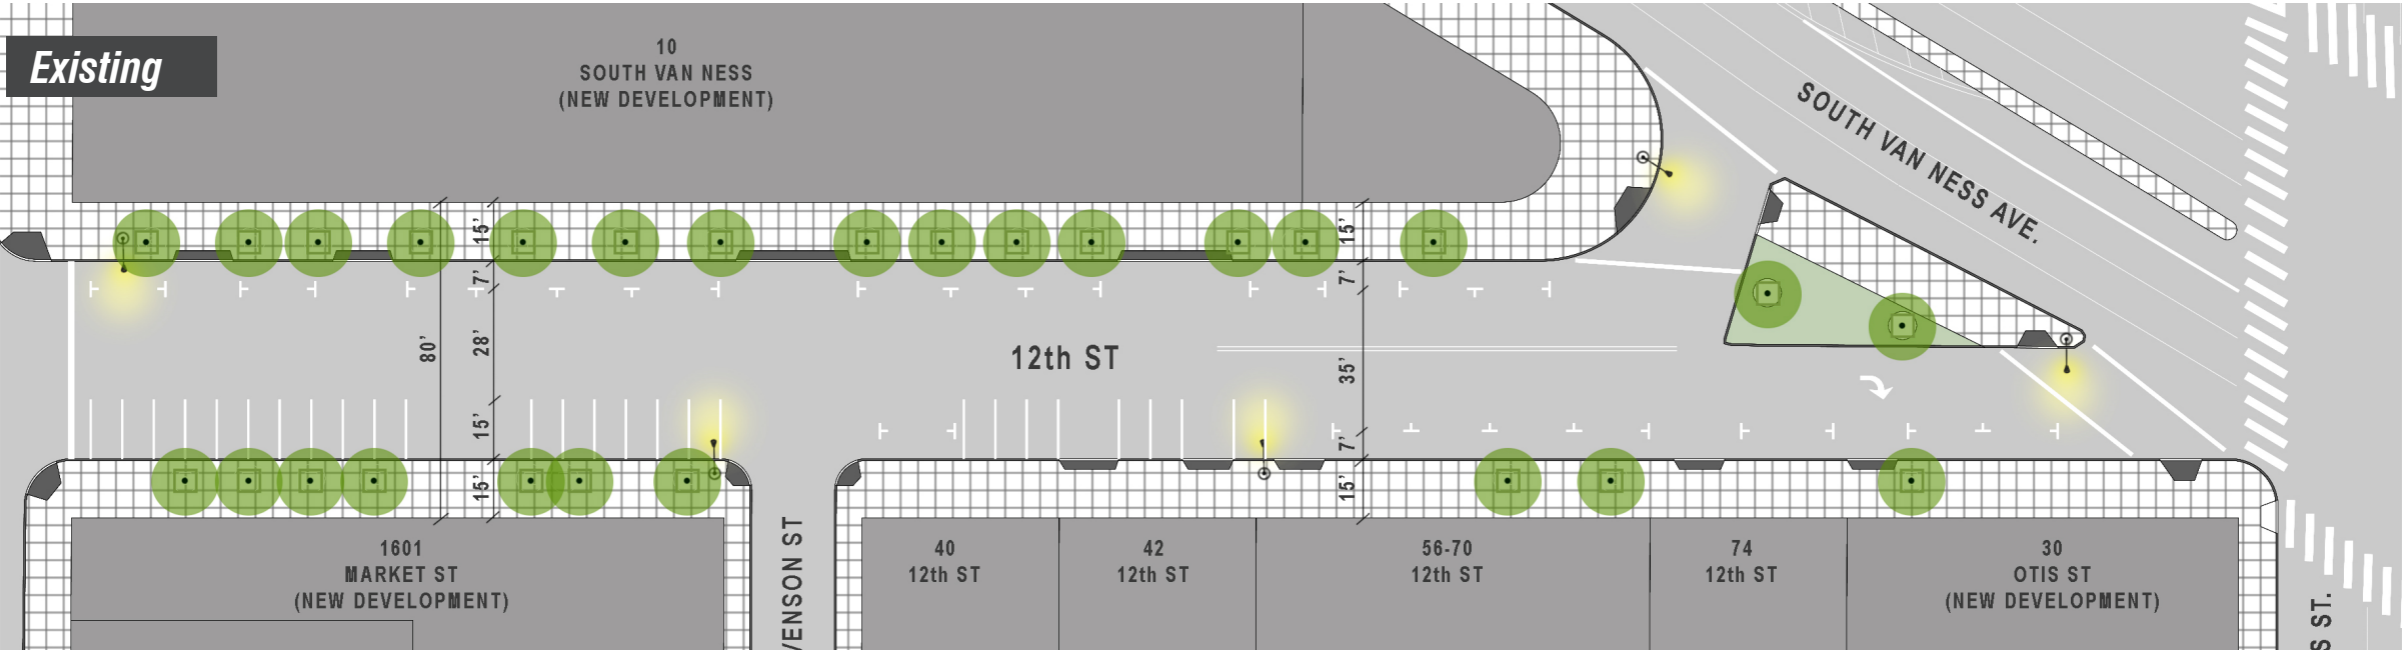 Existing
10
SOUTH VAN NESS
(NEW DEVELOPMENT)
SOUTH VAN NESS AVE.
15'
15'
7'
7'
80'
28'
12th ST
35'
15'
7'
15'
15'
1601
MARKET ST
(NEW DEVELOPMENT)
VENSON ST
40
12th ST
42
12th ST
56-70
12th ST
74
12th ST
30
OTIS ST
(NEW DEVELOPMENT)
S ST.